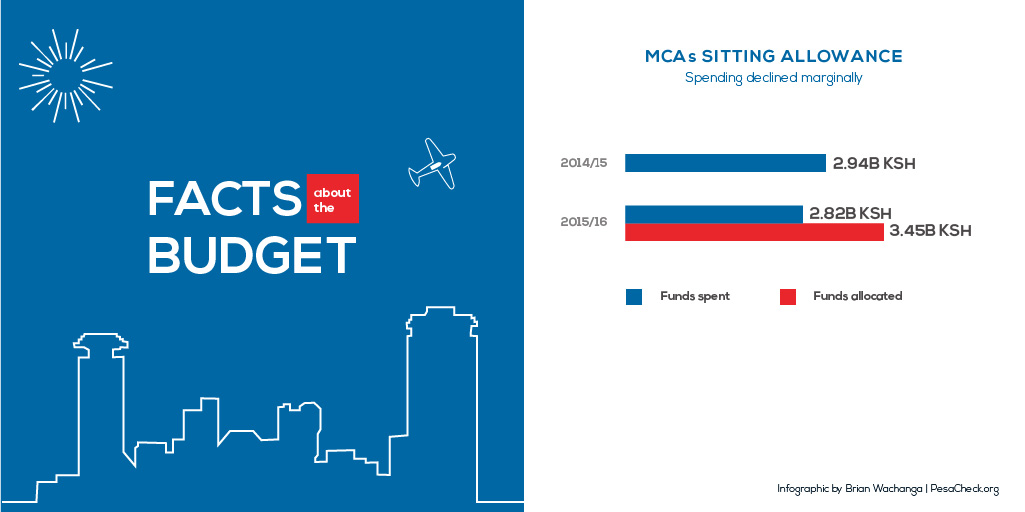 FACTS about the
BUDGET
MCAs SITTING ALLOWANCE
Spending declined marginally
2014/15 2.94B KSH
2015/16 2.82B KSH
3.45B KSH
Funds spent Funds allocated
Infographic by Brian Wachanga | PesaCheck.org